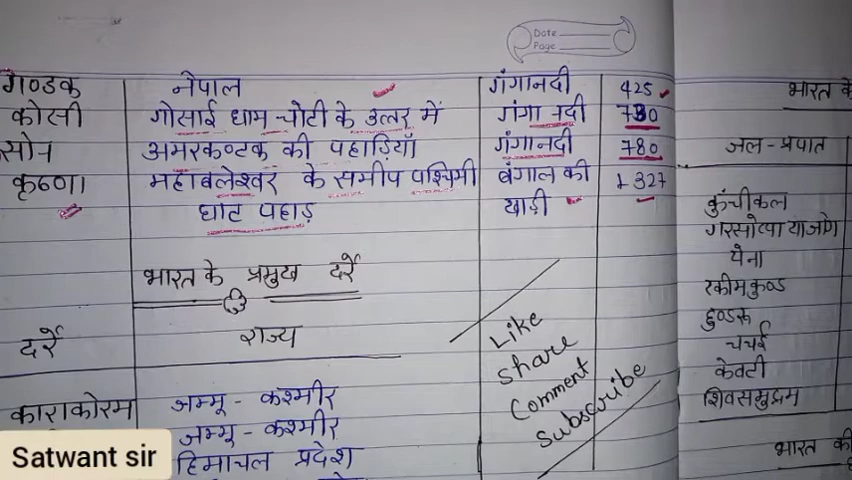 Date
Page
गण्डक नेपाल गंगानदी 425
कोसी गोसाई धाम चोटी के उत्तर में गंगा नदी 730
सोन अमरकण्टक की पहाड़ियाँ गंगानदी 780
कृष्णा महाबलेश्वर के समीप पश्चिमी बंगाल की 1327
घाट पहाड़ खाड़ी
भारत के प्रमुख दर्रे
दर्रे राज्य
काराकोरम जम्मू - कश्मीर
जम्मू - कश्मीर
हिमाचल प्रदेश
Like
Share
Comment
Subscribe
भारत के
जल - प्रपात
कुंचीकल
गरसोप्पा या जोग
येना
रकीमकुण्ड
हुण्डरू
चचई
केवटी
शिवसमुद्रम
भारत की
Satwant sir